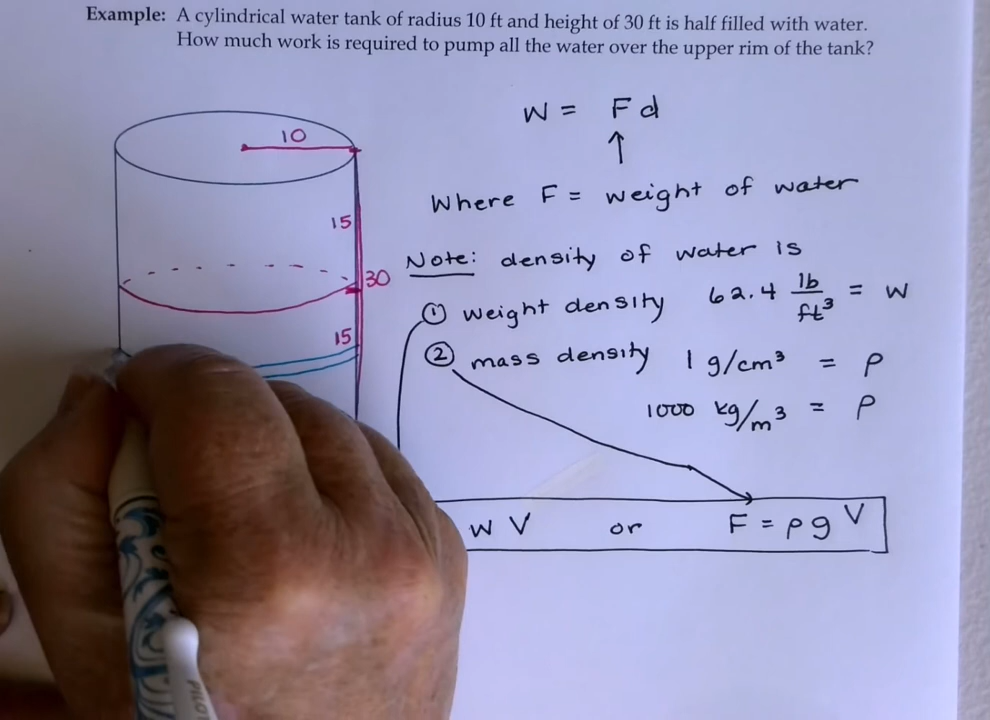 Example: A cylindrical water tank of radius 10 ft and height of 30 ft is half filled with water.
How much work is required to pump all the water over the upper rim of the tank?
W = Fd
↑
Where F = weight of water
Note: density of water is
① weight density 62.4 lb/ft³ = w
② mass density 1 g/cm³ = ρ
1000 kg/m³ = ρ
w V or F = ρ g V
10
15
30
15
PILOT